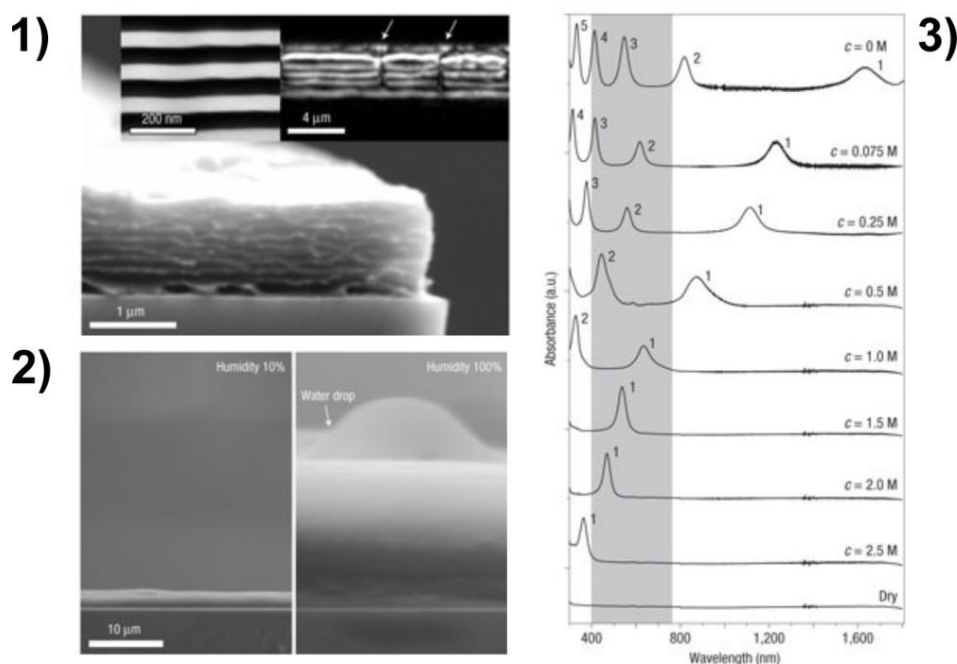 1)
200 nm
4 μm
1 μm
2)
Humidity 10%
10 μm
Humidity 100%
Water drop
3)
Absorbance (a.u.)
5
4
3
2
1
c = 0 M
4
3
2
1
c = 0.075 M
3
2
1
c = 0.25 M
2
1
c = 0.5 M
2
1
c = 1.0 M
1
c = 1.5 M
1
c = 2.0 M
1
c = 2.5 M
Dry
400 800 1,200 1,600
Wavelength (nm)